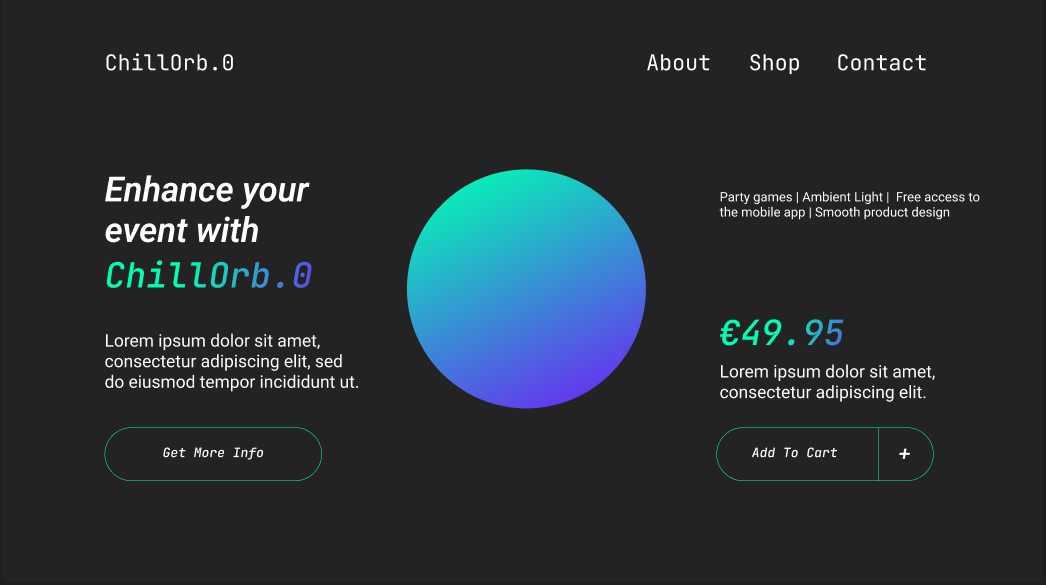 ChillOrb.0
About Shop Contact
Enhance your
event with
ChillOrb.0
Lorem ipsum dolor sit amet,
consectetur adipiscing elit, sed
do eiusmod tempor incididunt ut.
Get More Info
Party games | Ambient Light |  Free access to
the mobile app | Smooth product design
€49.95
Lorem ipsum dolor sit amet,
consectetur adipiscing elit.
Add To Cart +